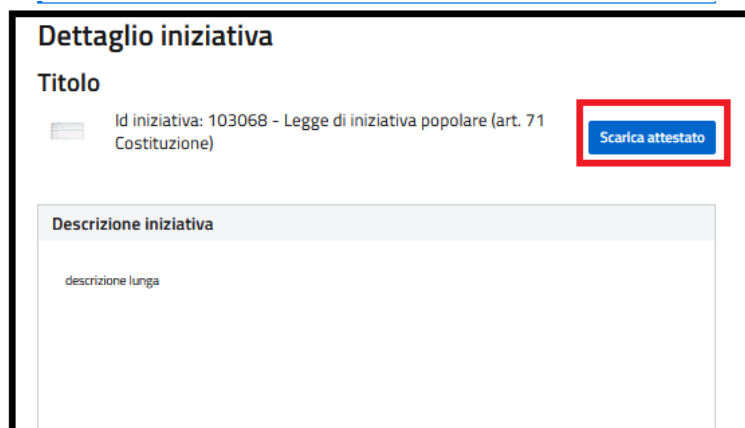 Dettaglio iniziativa
Titolo
Id iniziativa: 103068 - Legge di iniziativa popolare (art. 71
Costituzione)
Scarica attestato
Descrizione iniziativa
descrizione lunga